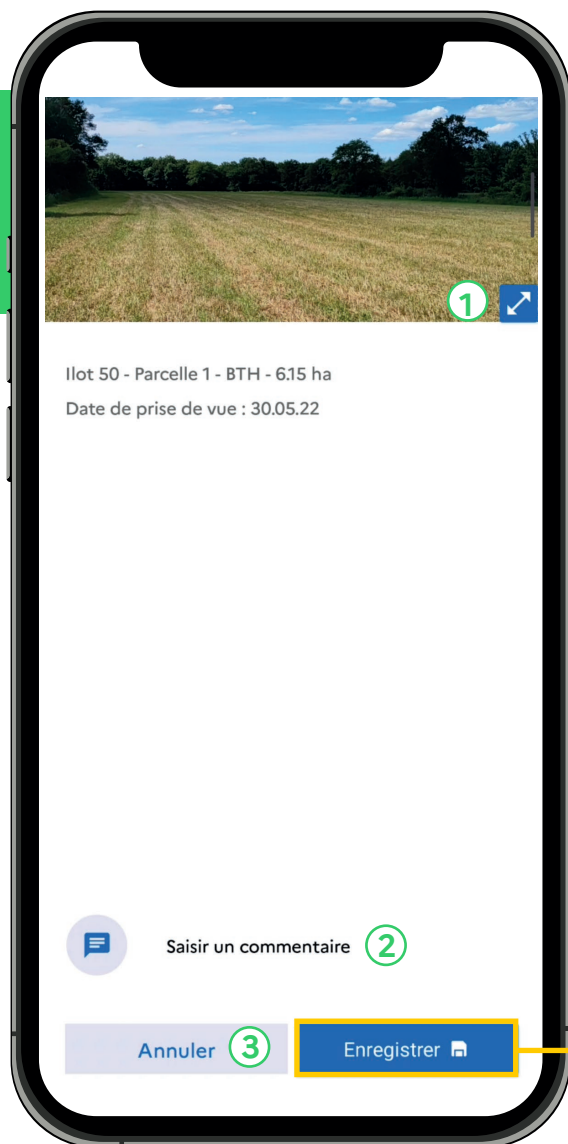 1
Ilot 50 - Parcelle 1 - BTH - 6.15 ha
Date de prise de vue : 30.05.22
Saisir un commentaire 2
Annuler 3 Enregistrer